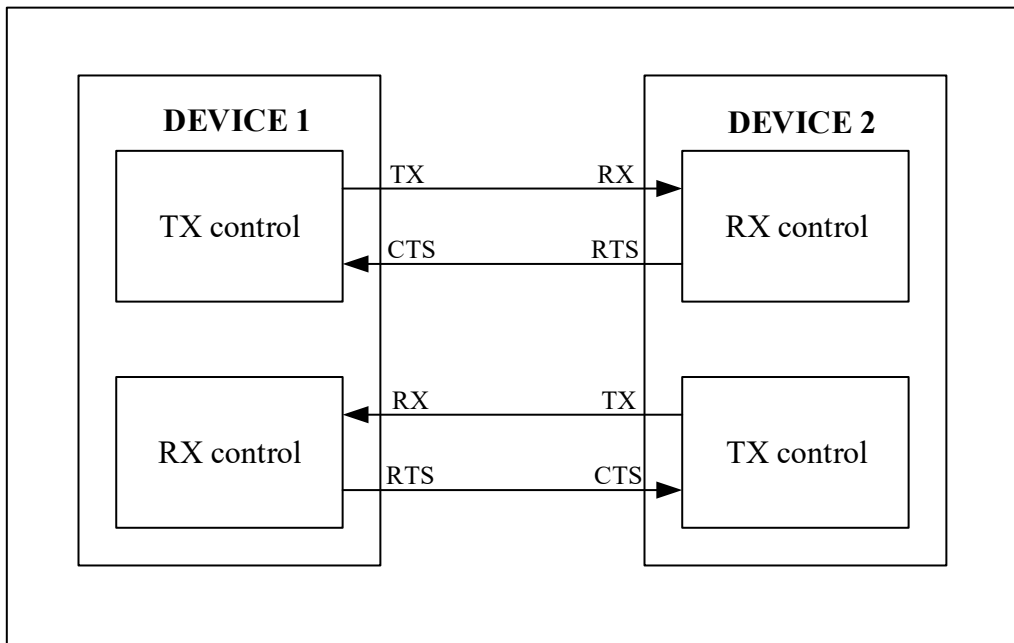 DEVICE 1
DEVICE 2
TX control
TX
RX
RX control
CTS
RTS
RX control
RX
TX
TX control
RTS
CTS